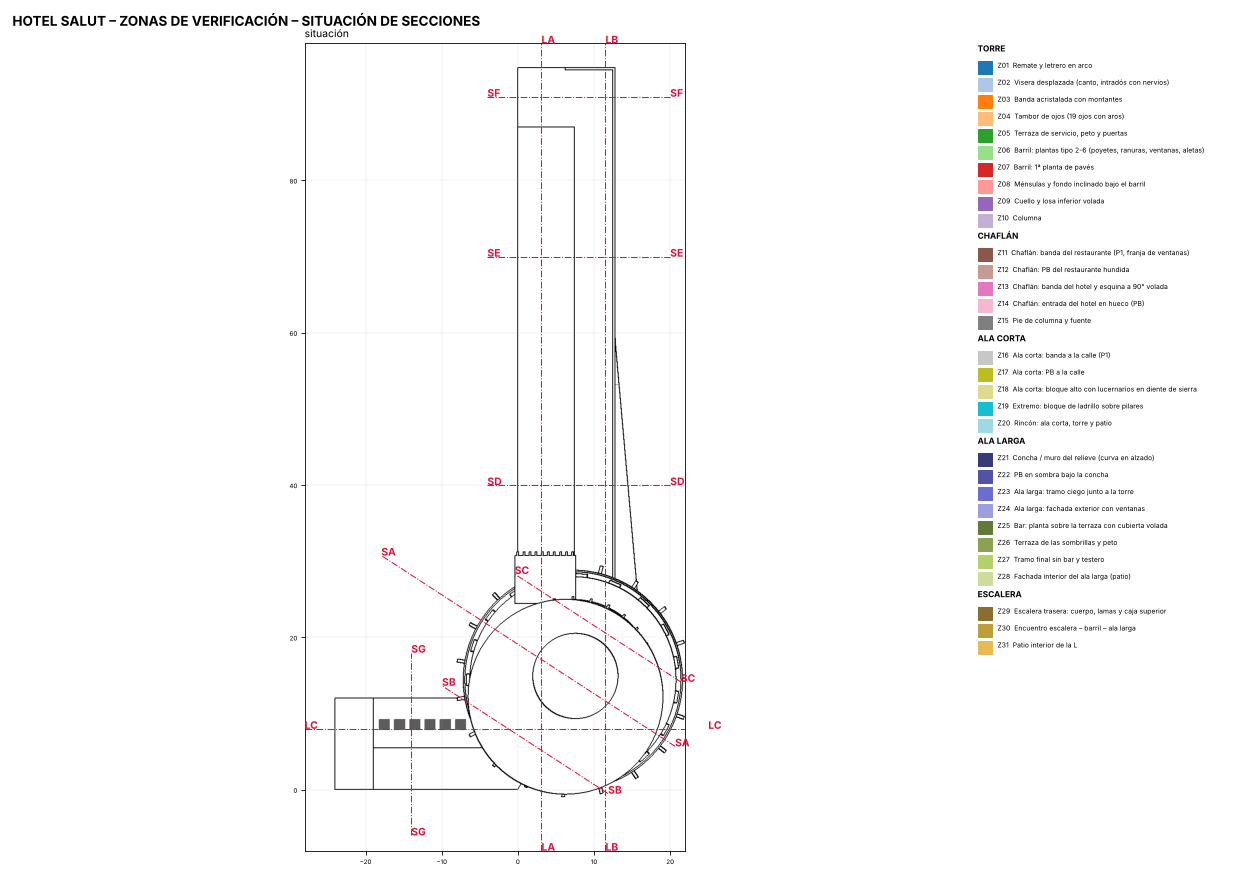 HOTEL SALUT – ZONAS DE VERIFICACIÓN – SITUACIÓN DE SECCIONES
situación
LA
LB
SF
SF
80
SE
SE
60
SD
SD
40
SA
SC
20
SG
SC
SB
LC
LC
SA
SB
0
SG
LA
LB
−20
−10
0
10
20
TORRE
Z01 Remate y letrero en arco
Z02 Visera desplazada (canto, intradós con nervios)
Z03 Banda acristalada con montantes
Z04 Tambor de ojos (19 ojos con aros)
Z05 Terraza de servicio, peto y puertas
Z06 Barril: plantas tipo 2-6 (poyetes, ranuras, ventanas, aletas)
Z07 Barril: 1ª planta de pavés
Z08 Ménsulas y fondo inclinado bajo el barril
Z09 Cuello y losa inferior volada
Z10 Columna
CHAFLÁN
Z11 Chaflán: banda del restaurante (P1, franja de ventanas)
Z12 Chaflán: PB del restaurante hundida
Z13 Chaflán: banda del hotel y esquina a 90° volada
Z14 Chaflán: entrada del hotel en hueco (PB)
Z15 Pie de columna y fuente
ALA CORTA
Z16 Ala corta: banda a la calle (P1)
Z17 Ala corta: PB a la calle
Z18 Ala corta: bloque alto con lucernarios en diente de sierra
Z19 Extremo: bloque de ladrillo sobre pilares
Z20 Rincón: ala corta, torre y patio
ALA LARGA
Z21 Concha / muro del relieve (curva en alzado)
Z22 PB en sombra bajo la concha
Z23 Ala larga: tramo ciego junto a la torre
Z24 Ala larga: fachada exterior con ventanas
Z25 Bar: planta sobre la terraza con cubierta volada
Z26 Terraza de las sombrillas y peto
Z27 Tramo final sin bar y testero
Z28 Fachada interior del ala larga (patio)
ESCALERA
Z29 Escalera trasera: cuerpo, lamas y caja superior
Z30 Encuentro escalera – barril – ala larga
Z31 Patio interior de la L